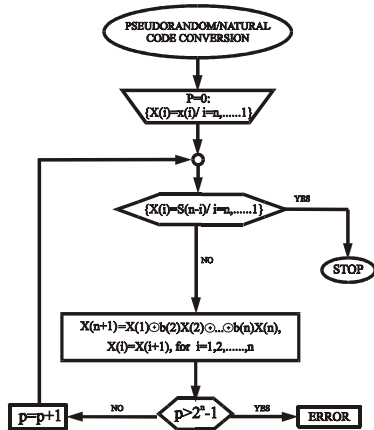 PSEUDORANDOM/NATURAL
CODE CONVERSION
P=0:
{X(i)=x(i)/ i=n,......1}
{X(i)=S(n-i)/ i=n,......1}
YES
STOP
NO
X(n+1)=X(1)⊕b(2)X(2)⊕...⊕b(n)X(n),
X(i)=X(i+1), for i=1,2,......,n
p=p+1
NO
p>2ⁿ-1
YES
ERROR